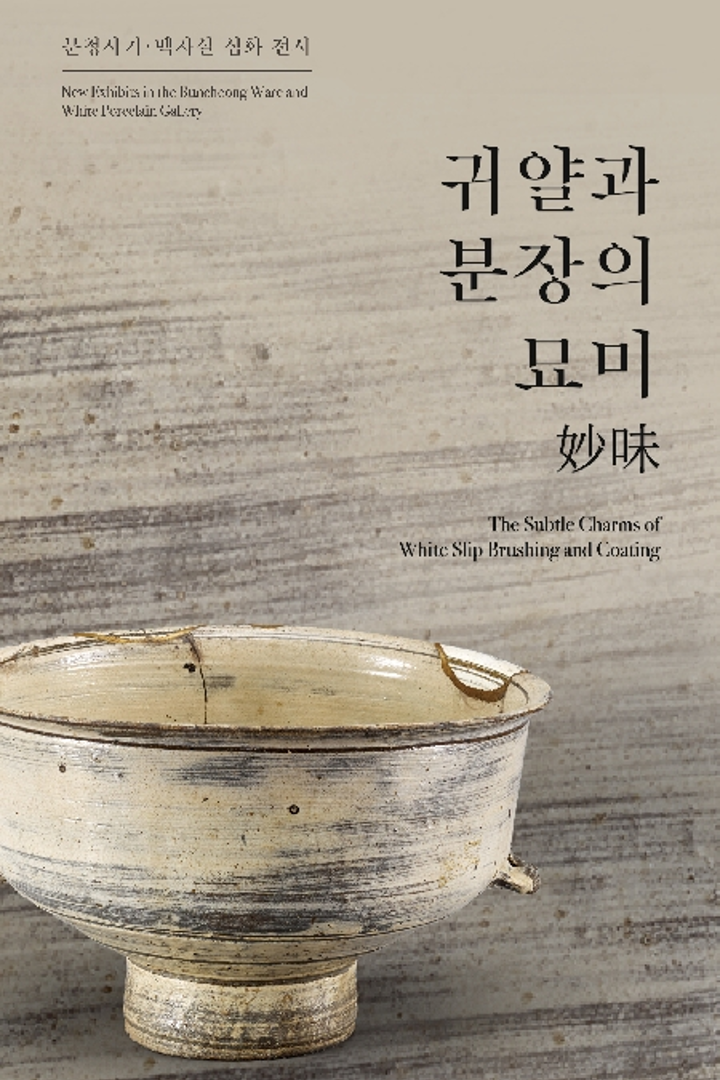 분청사기·백자실 심화 전시
New Exhibits in the Buncheong Ware and
White Porcelain Gallery
귀얄과
분장의
묘미
妙味
The Subtle Charms of
White Slip Brushing and Coating